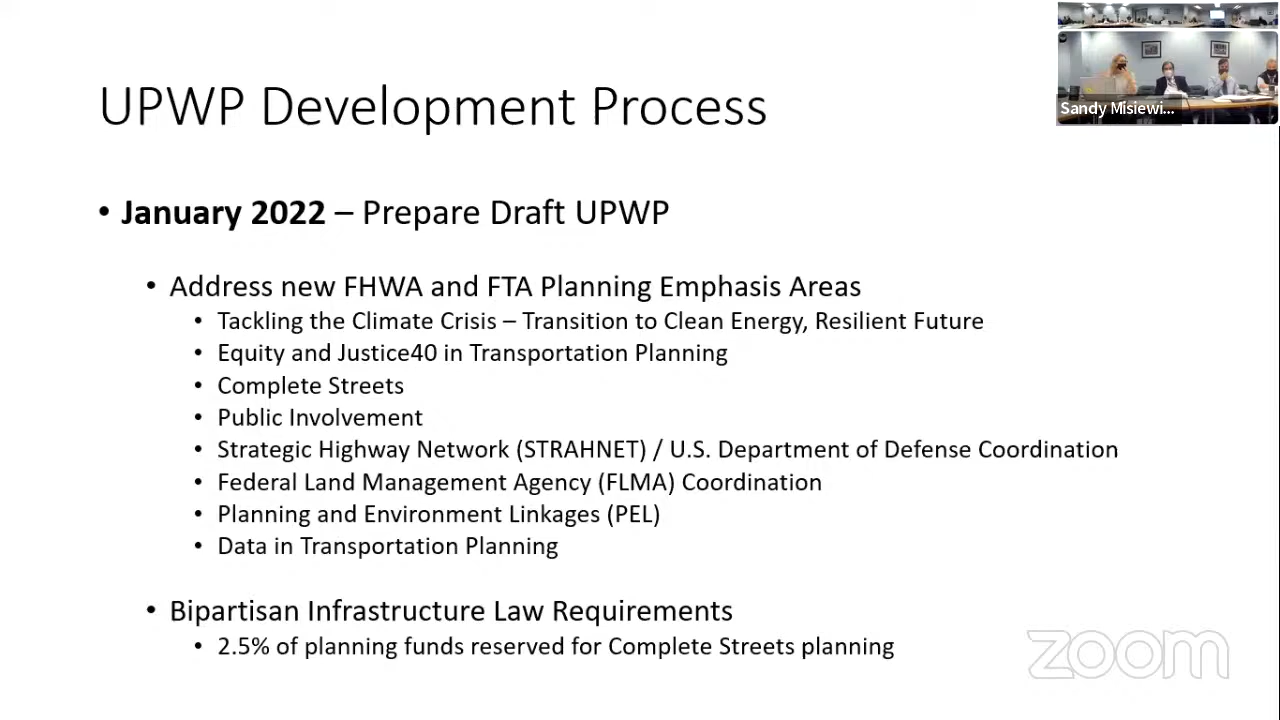 UPWP Development Process
Sandy Misiewi...
• January 2022 – Prepare Draft UPWP
• Address new FHWA and FTA Planning Emphasis Areas
• Tackling the Climate Crisis – Transition to Clean Energy, Resilient Future
• Equity and Justice40 in Transportation Planning
• Complete Streets
• Public Involvement
• Strategic Highway Network (STRAHNET) / U.S. Department of Defense Coordination
• Federal Land Management Agency (FLMA) Coordination
• Planning and Environment Linkages (PEL)
• Data in Transportation Planning
• Bipartisan Infrastructure Law Requirements
• 2.5% of planning funds reserved for Complete Streets planning
zoom